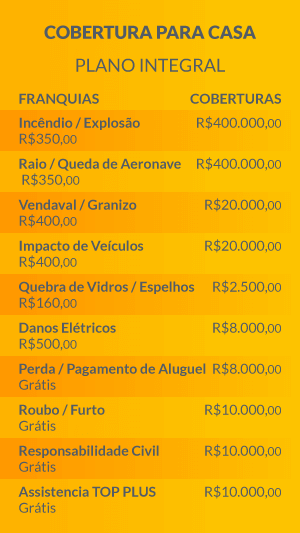 COBERTURA PARA CASA
PLANO INTEGRAL
FRANQUIAS COBERTURAS
Incêndio / Explosão R$400.000,00
R$350,00
Raio / Queda de Aeronave R$400.000,00
R$350,00
Vendaval / Granizo R$20.000,00
R$400,00
Impacto de Veículos R$20.000,00
R$400,00
Quebra de Vidros / Espelhos R$2.500,00
R$160,00
Danos Elétricos R$8.000,00
R$500,00
Perda / Pagamento de Aluguel R$8.000,00
Grátis
Roubo / Furto R$10.000,00
Grátis
Responsabilidade Civil R$10.000,00
Grátis
Assistencia TOP PLUS R$10.000,00
Grátis